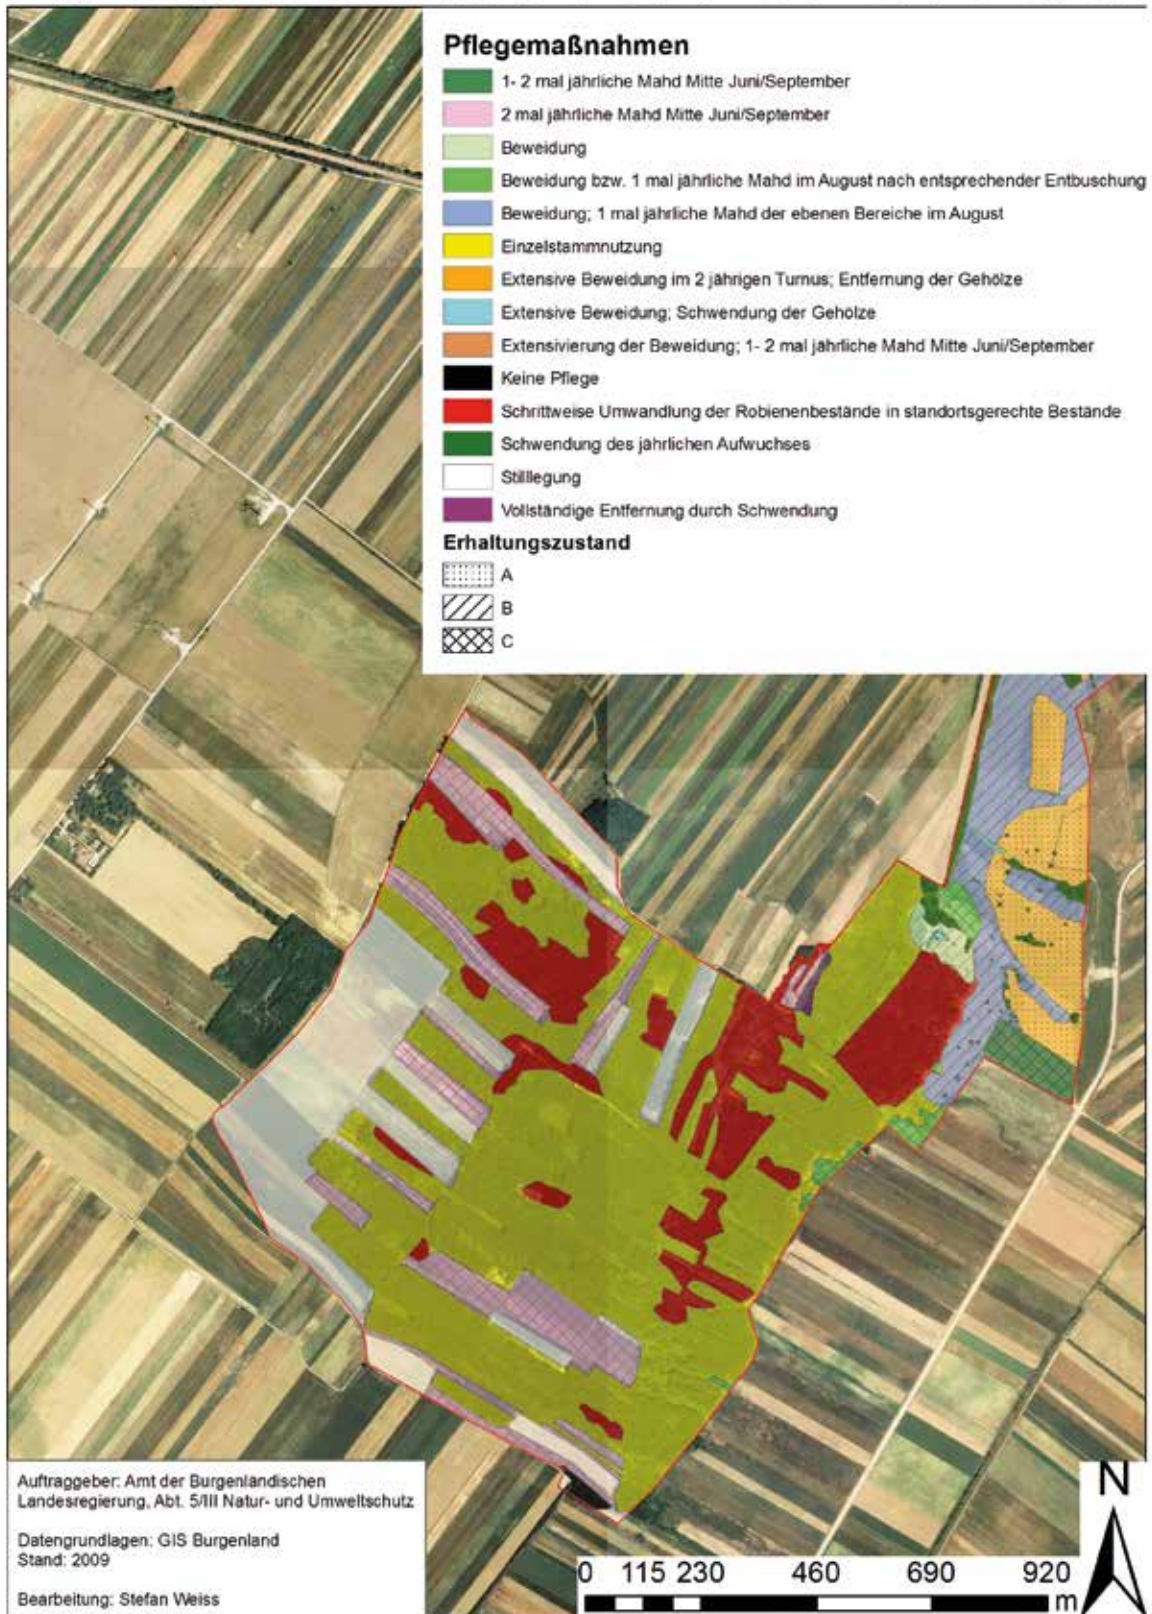 Pflegemaßnahmen
1- 2 mal jährliche Mahd Mitte Juni/September
2 mal jährliche Mahd Mitte Juni/September
Beweidung
Beweidung bzw. 1 mal jährliche Mahd im August nach entsprechender Entbuschung
Beweidung; 1 mal jährliche Mahd der ebenen Bereiche im August
Einzelstammnutzung
Extensive Beweidung im 2 jährigen Turnus; Entfernung der Gehölze
Extensive Beweidung; Schwendung der Gehölze
Extensivierung der Beweidung; 1- 2 mal jährliche Mahd Mitte Juni/September
Keine Pflege
Schrittweise Umwandlung der Robienenbestände in standortsgerechte Bestände
Schwendung des jährlichen Aufwuchses
Stilllegung
Vollständige Entfernung durch Schwendung
Erhaltungszustand
A
B
C
Auftraggeber: Amt der Burgenländischen
Landesregierung, Abt. 5/III Natur- und Umweltschutz
Datengrundlagen: GIS Burgenland
Stand: 2009
Bearbeitung: Stefan Weiss
0 115 230 460 690 920
m
N